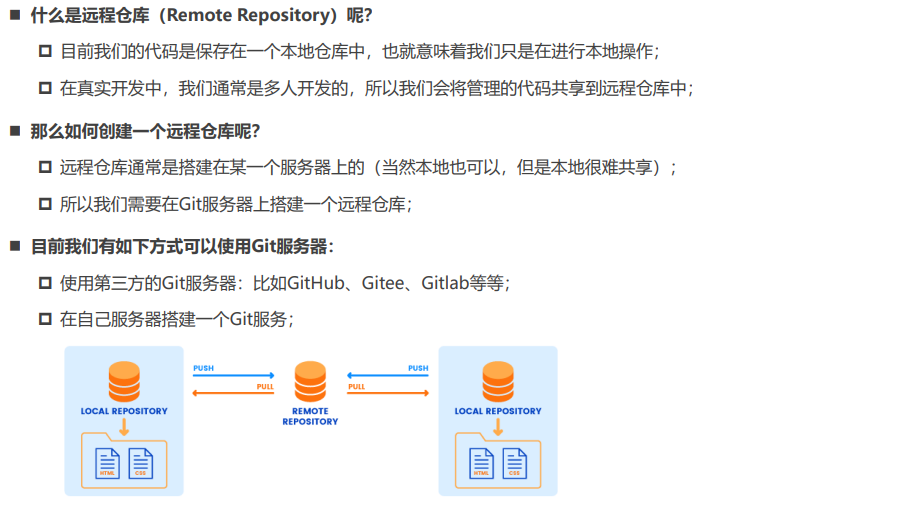 什么是远程仓库（Remote Repository）呢？
目前我们的代码是保存在一个本地仓库中，也就意味着我们只是在进行本地操作；
在真实开发中，我们通常是多人开发的，所以我们会将管理的代码共享到远程仓库中；
那么如何创建一个远程仓库呢？
远程仓库通常是搭建在某一个服务器上的（当然本地也可以，但是本地很难共享）；
所以我们需要在Git服务器上搭建一个远程仓库；
目前我们有如下方式可以使用Git服务器：
使用第三方的Git服务器：比如GitHub、Gitee、Gitlab等等；
在自己服务器搭建一个Git服务；
PUSH
PULL
PUSH
PULL
LOCAL REPOSITORY
REMOTE
REPOSITORY
LOCAL REPOSITORY
HTML
CSS
HTML
CSS